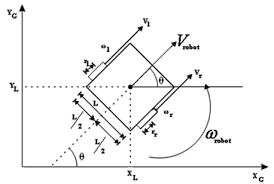 Y_G
ω_l
V_l
V_robot
r_l
θ
V_r
Y_L
L
ω_r
L/2
L/2
r_r
ω_robot
θ
X_L
X_G